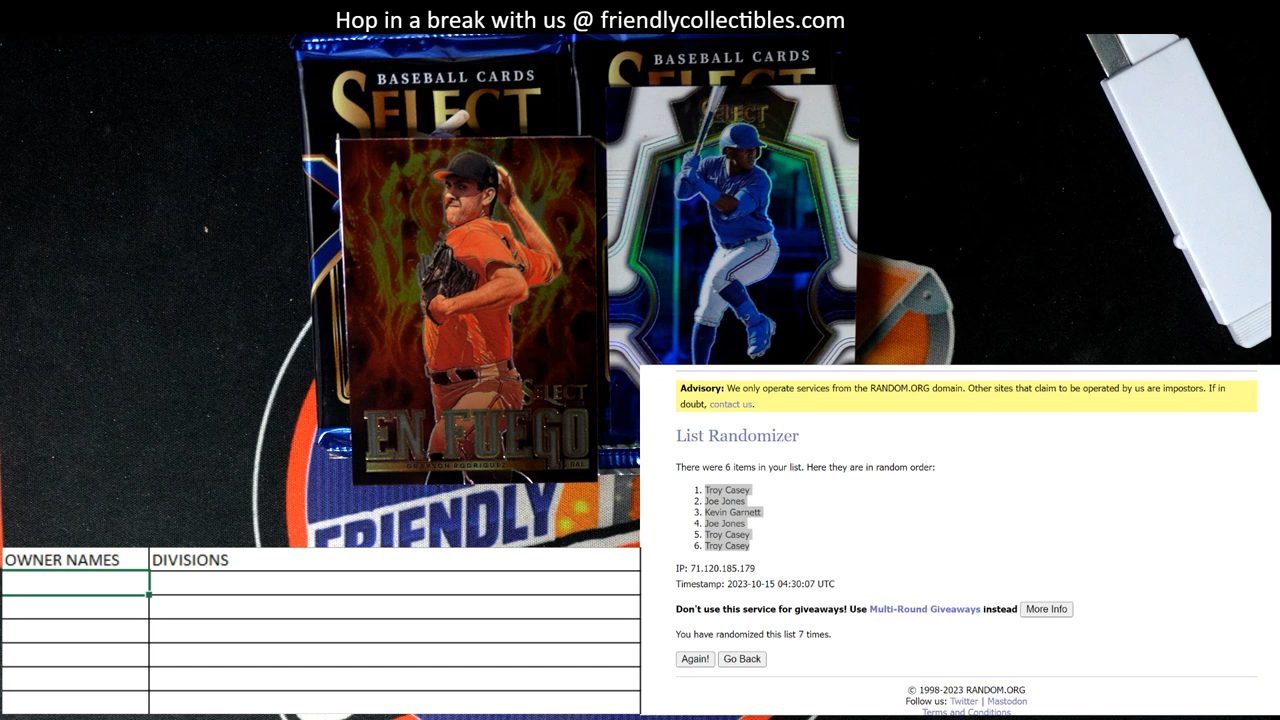 Hop in a break with us @ friendlycollectibles.com
BASEBALL CARDS
SELECT
BASEBALL CARDS
SELECT
SELECT
SELECT
EN FUEGO
GRAYSON RODRIGUEZ
BAL
FRIENDLY
OWNER NAMES DIVISIONS
Advisory: We only operate services from the RANDOM.ORG domain. Other sites that claim to be operated by us are impostors. If in
doubt, contact us.
List Randomizer
There were 6 items in your list. Here they are in random order:
1. Troy Casey
2. Joe Jones
3. Kevin Garnett
4. Joe Jones
5. Troy Casey
6. Troy Casey
IP: 71.120.185.179
Timestamp: 2023-10-15 04:30:07 UTC
Don't use this service for giveaways! Use Multi-Round Giveaways instead More Info
You have randomized this list 7 times.
Again! Go Back
© 1998-2023 RANDOM.ORG
Follow us: Twitter | Mastodon
Terms and Conditions